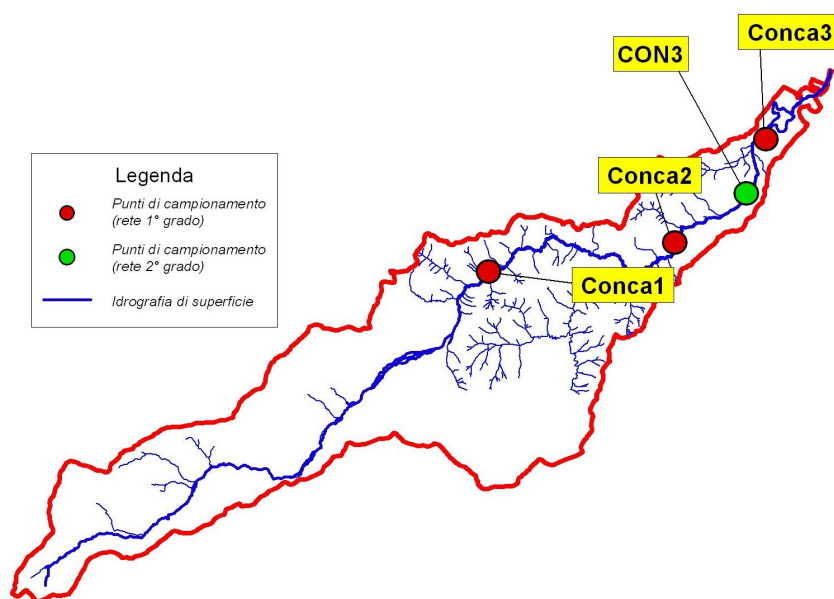 Conca3
CON3
Conca2
Conca1
Legenda
Punti di campionamento
(rete 1° grado)
Punti di campionamento
(rete 2° grado)
Idrografia di superficie